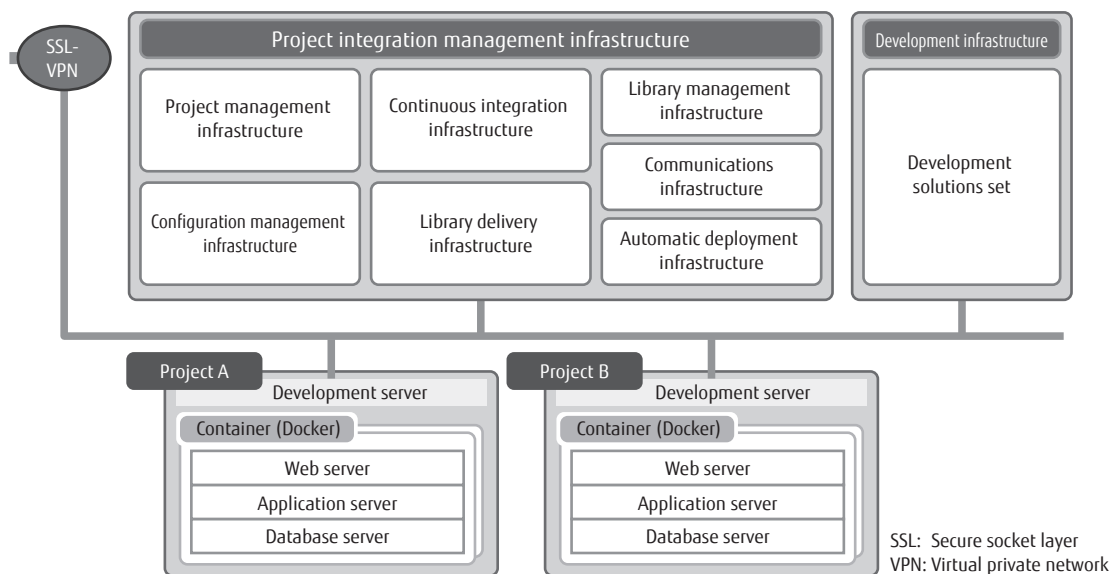 SSL-
VPN
Project integration management infrastructure
Project management
infrastructure
Continuous integration
infrastructure
Library management
infrastructure
Communications
infrastructure
Configuration management
infrastructure
Library delivery
infrastructure
Automatic deployment
infrastructure
Development infrastructure
Development
solutions set
Project A
Development server
Container (Docker)
Web server
Application server
Database server
Project B
Development server
Container (Docker)
Web server
Application server
Database server
SSL: Secure socket layer
VPN: Virtual private network